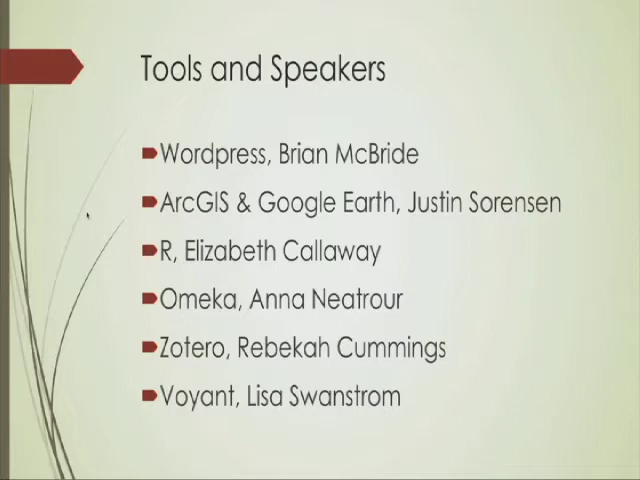 Tools and Speakers
Wordpress, Brian McBride
ArcGIS & Google Earth, Justin Sorensen
R, Elizabeth Callaway
Omeka, Anna Neatrour
Zotero, Rebekah Cummings
Voyant, Lisa Swanstrom